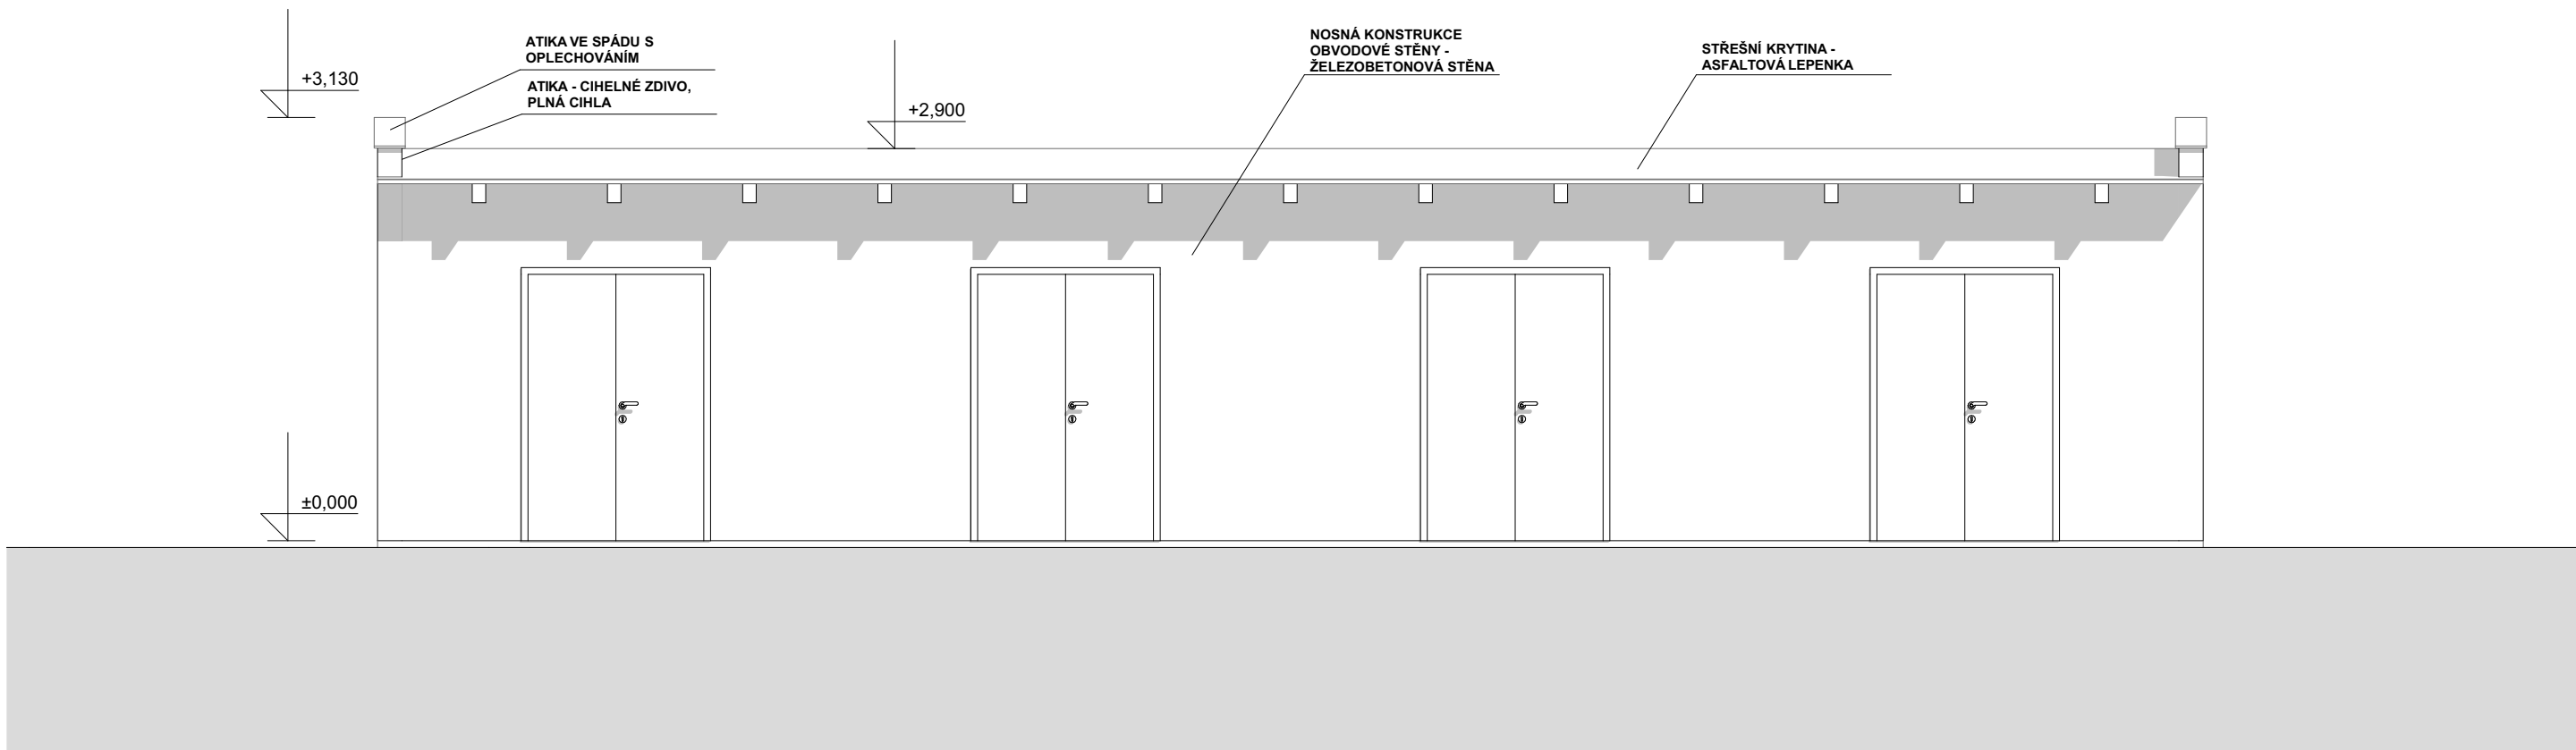 ATIKA VE SPÁDU S
OPLECHOVÁNÍM
ATIKA - CIHELNÉ ZDIVO,
PLNÁ CIHLA
NOSNÁ KONSTRUKCE
OBVODOVÉ STĚNY -
ŽELEZOBETONOVÁ STĚNA
STŘEŠNÍ KRYTINA -
ASFALTOVÁ LEPENKA
+3,130
+2,900
±0,000